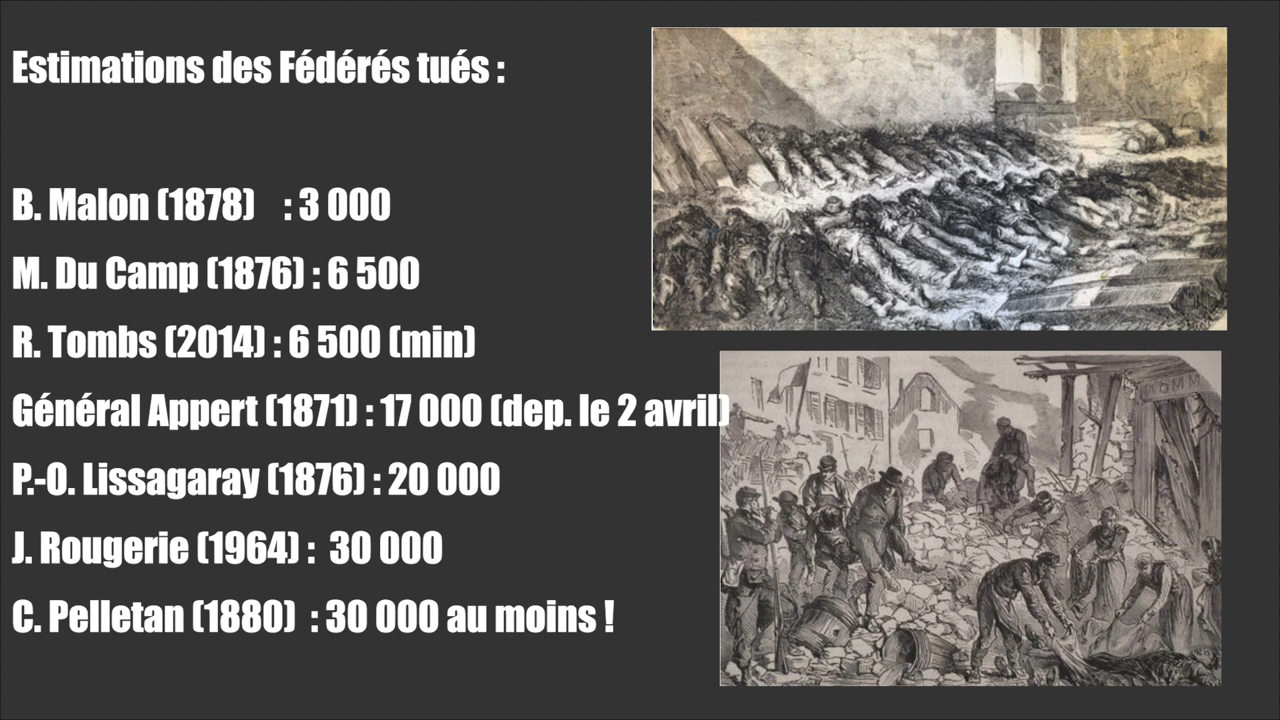 Estimations des Fédérés tués :
B. Malon (1878) : 3 000
M. Du Camp (1876) : 6 500
R. Tombs (2014) : 6 500 (min)
Général Appert (1871) : 17 000 (dep. le 2 avril)
P.-O. Lissagaray (1876) : 20 000
J. Rougerie (1964) : 30 000
C. Pelletan (1880) : 30 000 au moins !
COMM